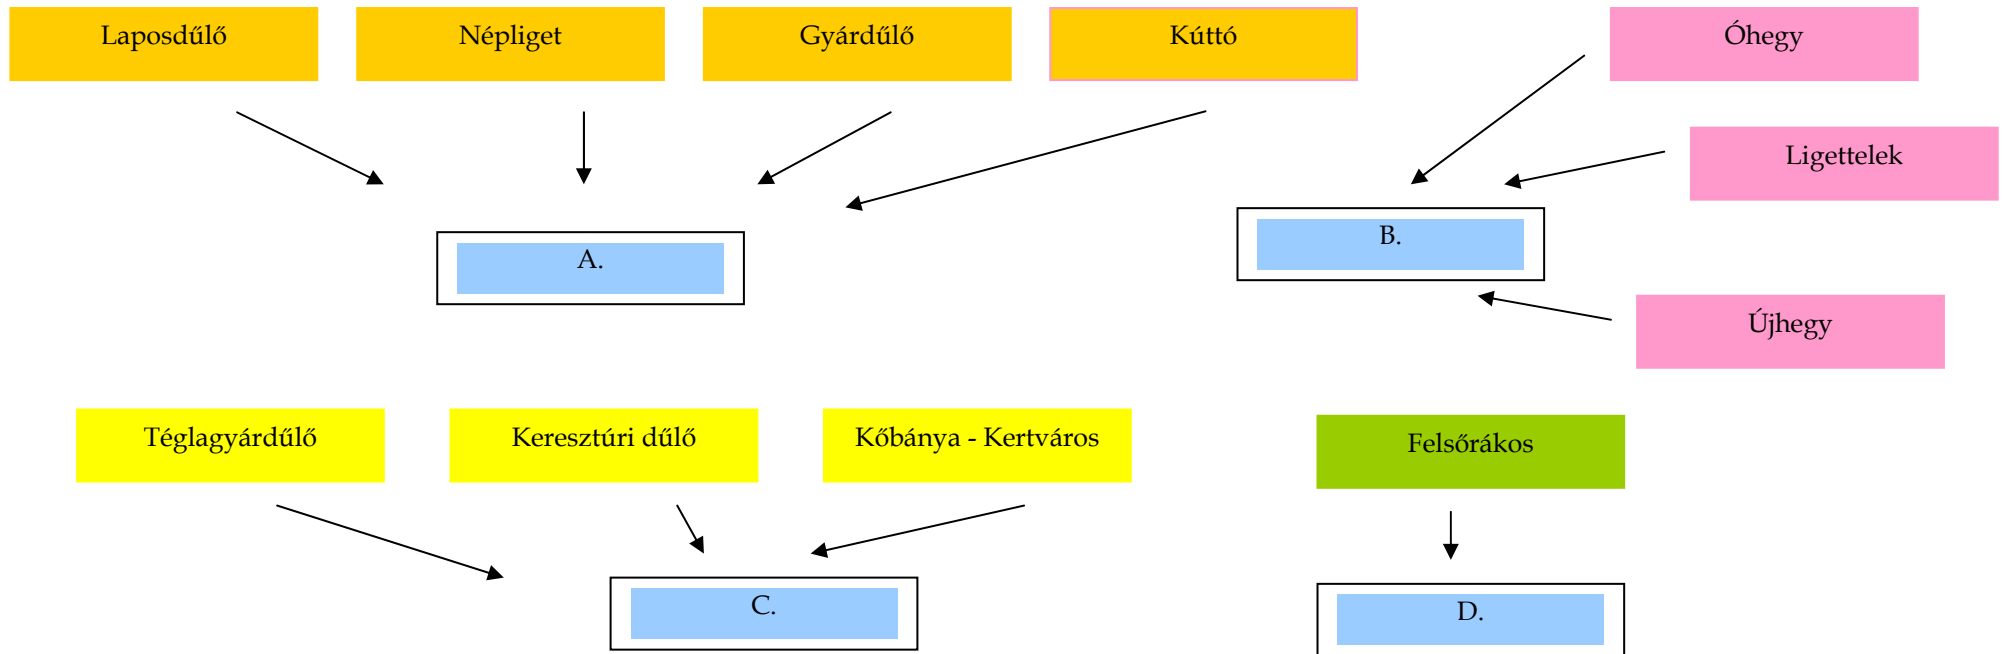 Laposdűlő
Népliget
Gyárdűlő
Kúttó
Óhegy
Ligettelek
A.
B.
Újhegy
Téglagyárdűlő
Keresztúri dűlő
Kőbánya - Kertváros
Felsőrákos
C.
D.